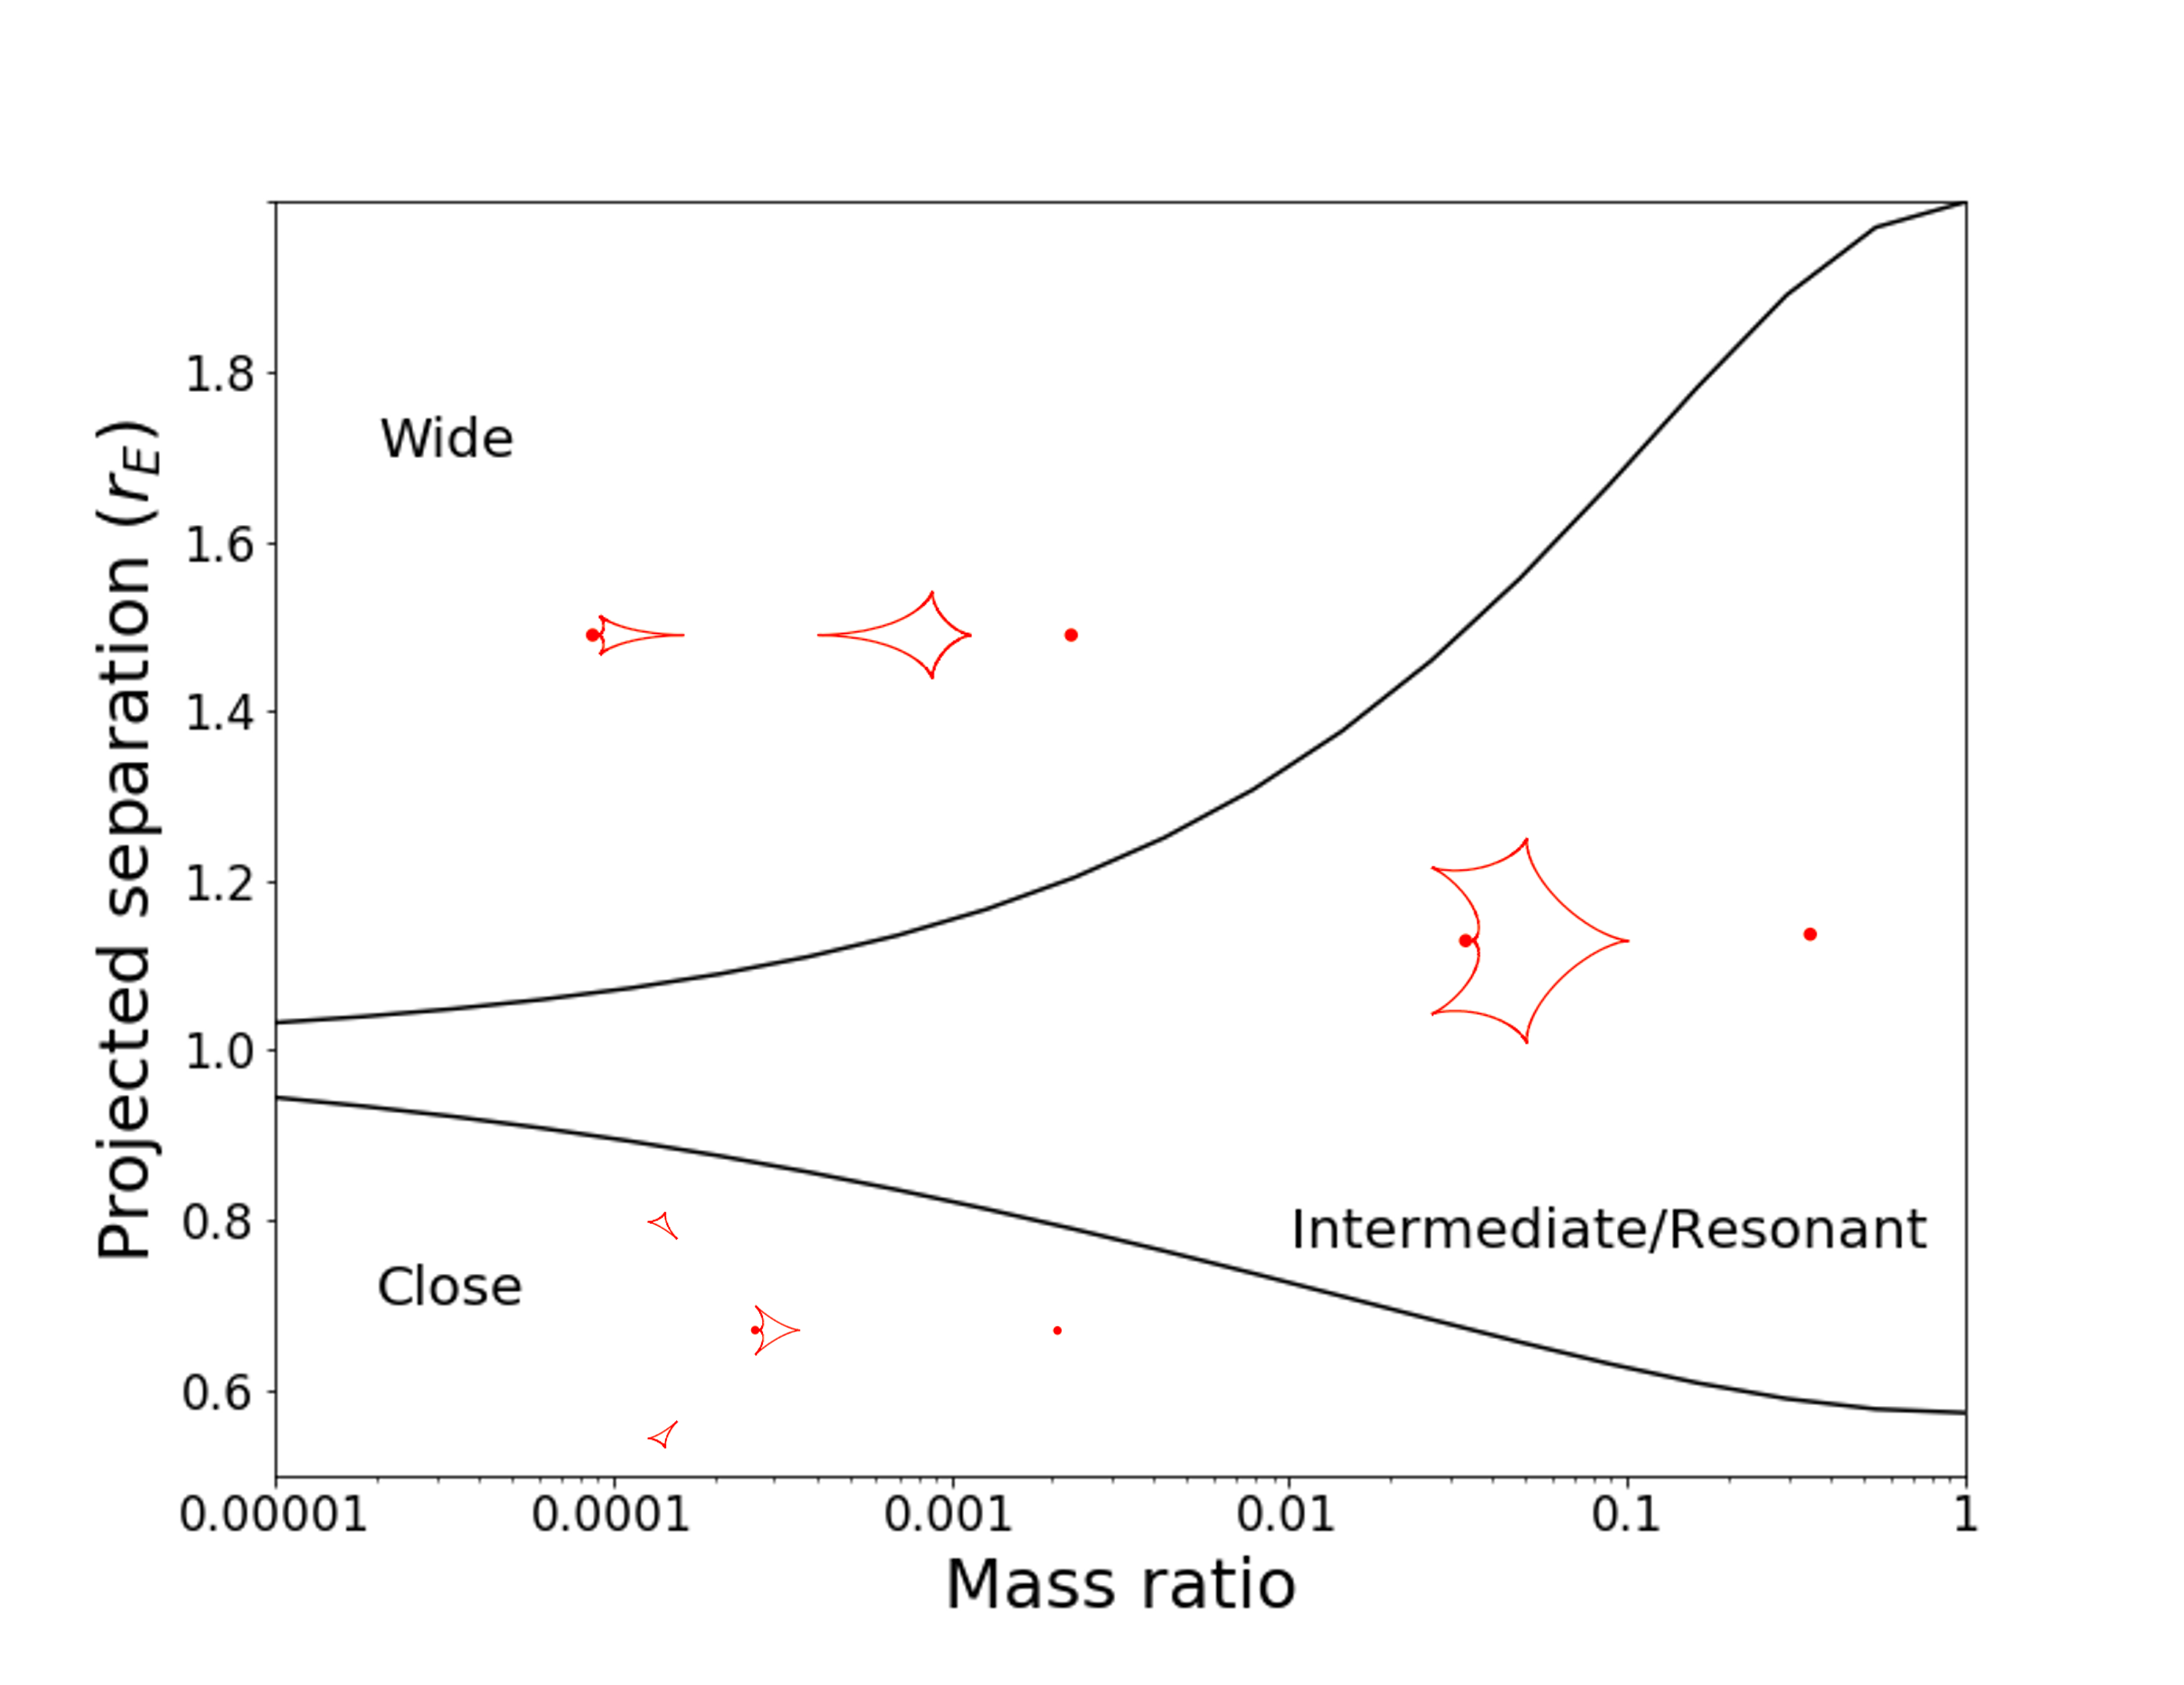 Projected separation (r_E)
1.8
1.6
1.4
1.2
1.0
0.8
0.6
Wide
Close
Intermediate/Resonant
0.00001 0.0001 0.001 0.01 0.1 1
Mass ratio